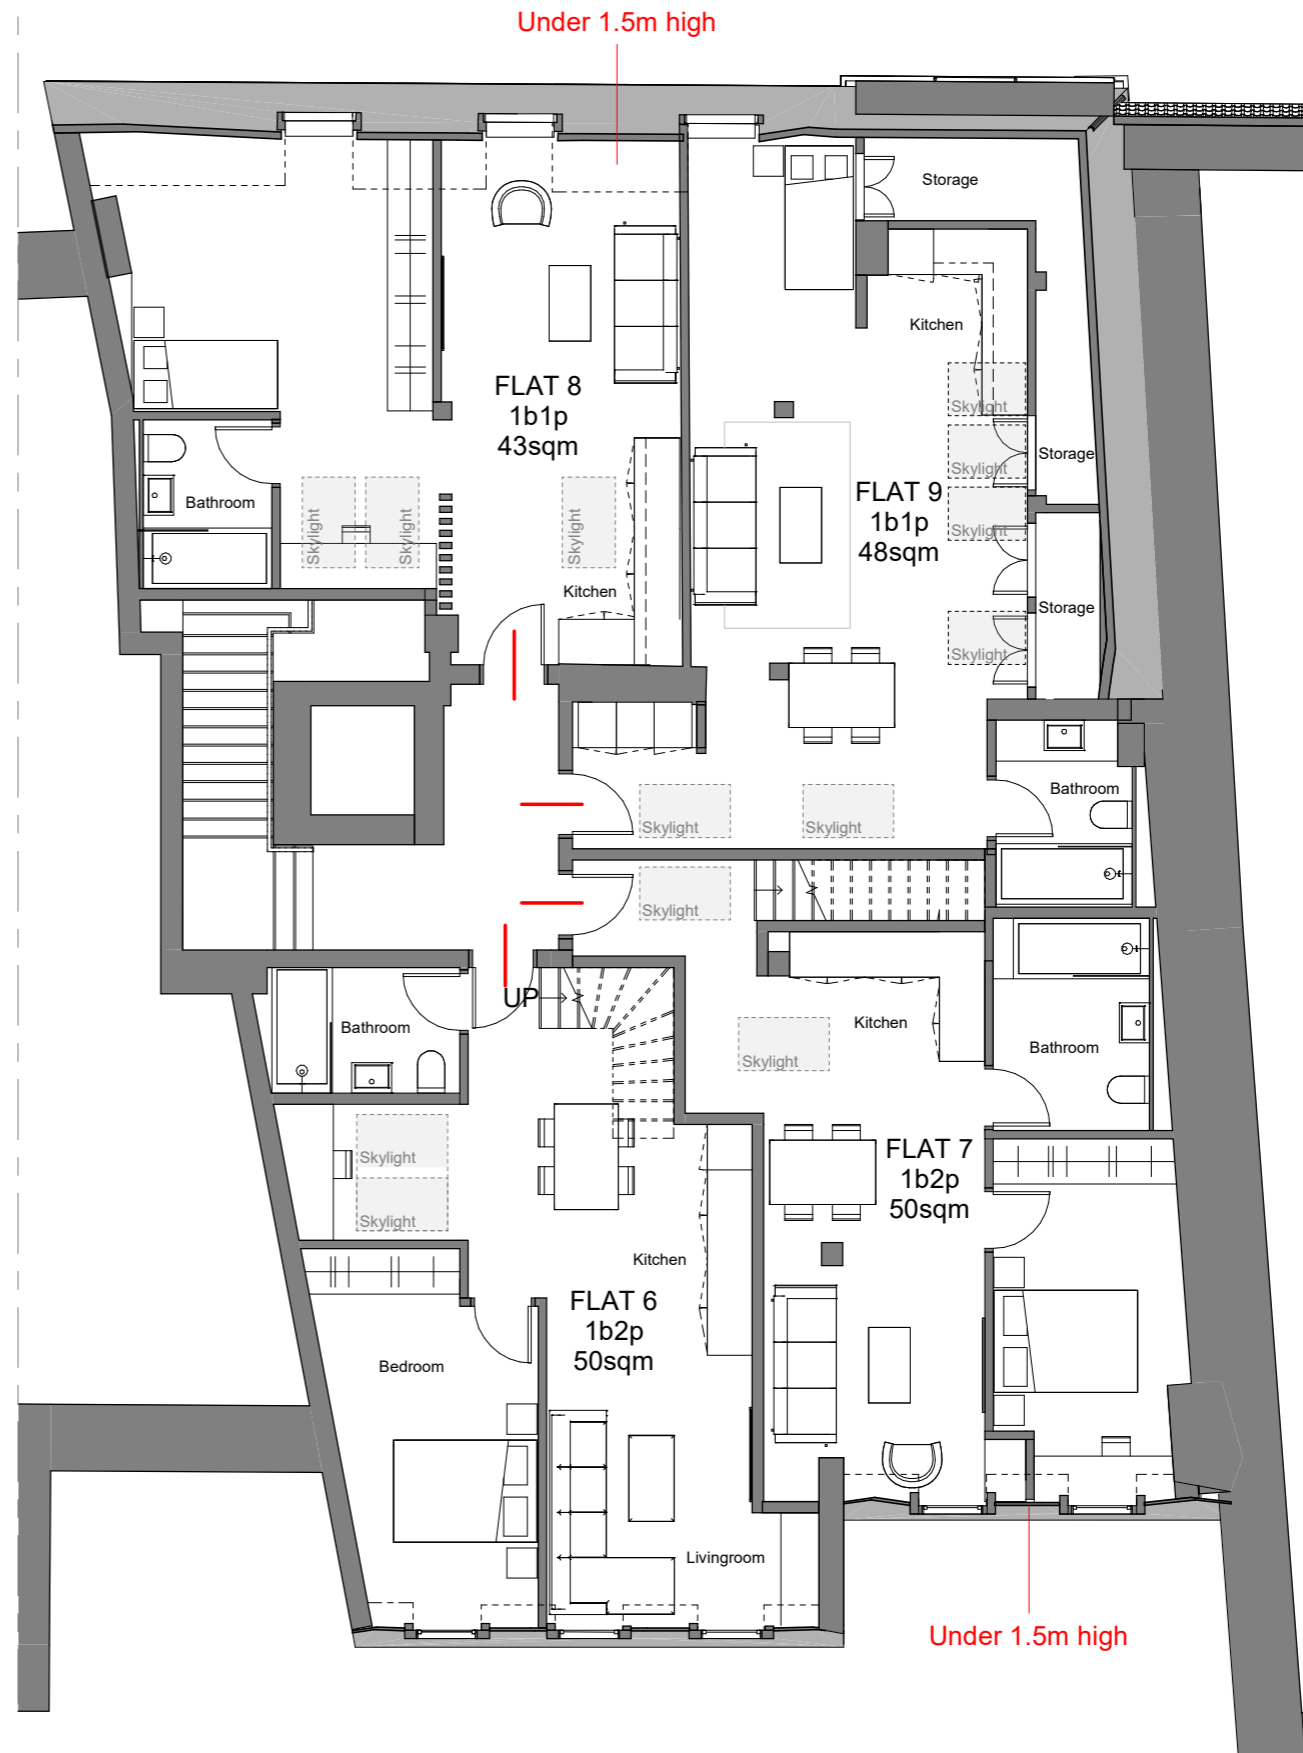 Under 1.5m high
Storage
Kitchen
FLAT 8
1b1p
43sqm
Skylight
Skylight
Storage
Bathroom
FLAT 9
1b1p
48sqm
Skylight
Skylight
Skylight
Skylight
Kitchen
Storage
Skylight
Bathroom
Skylight
Skylight
Skylight
UP
Bathroom
Kitchen
Bathroom
Skylight
FLAT 7
1b2p
50sqm
Skylight
Skylight
Kitchen
FLAT 6
1b2p
50sqm
Bedroom
Livingroom
Under 1.5m high